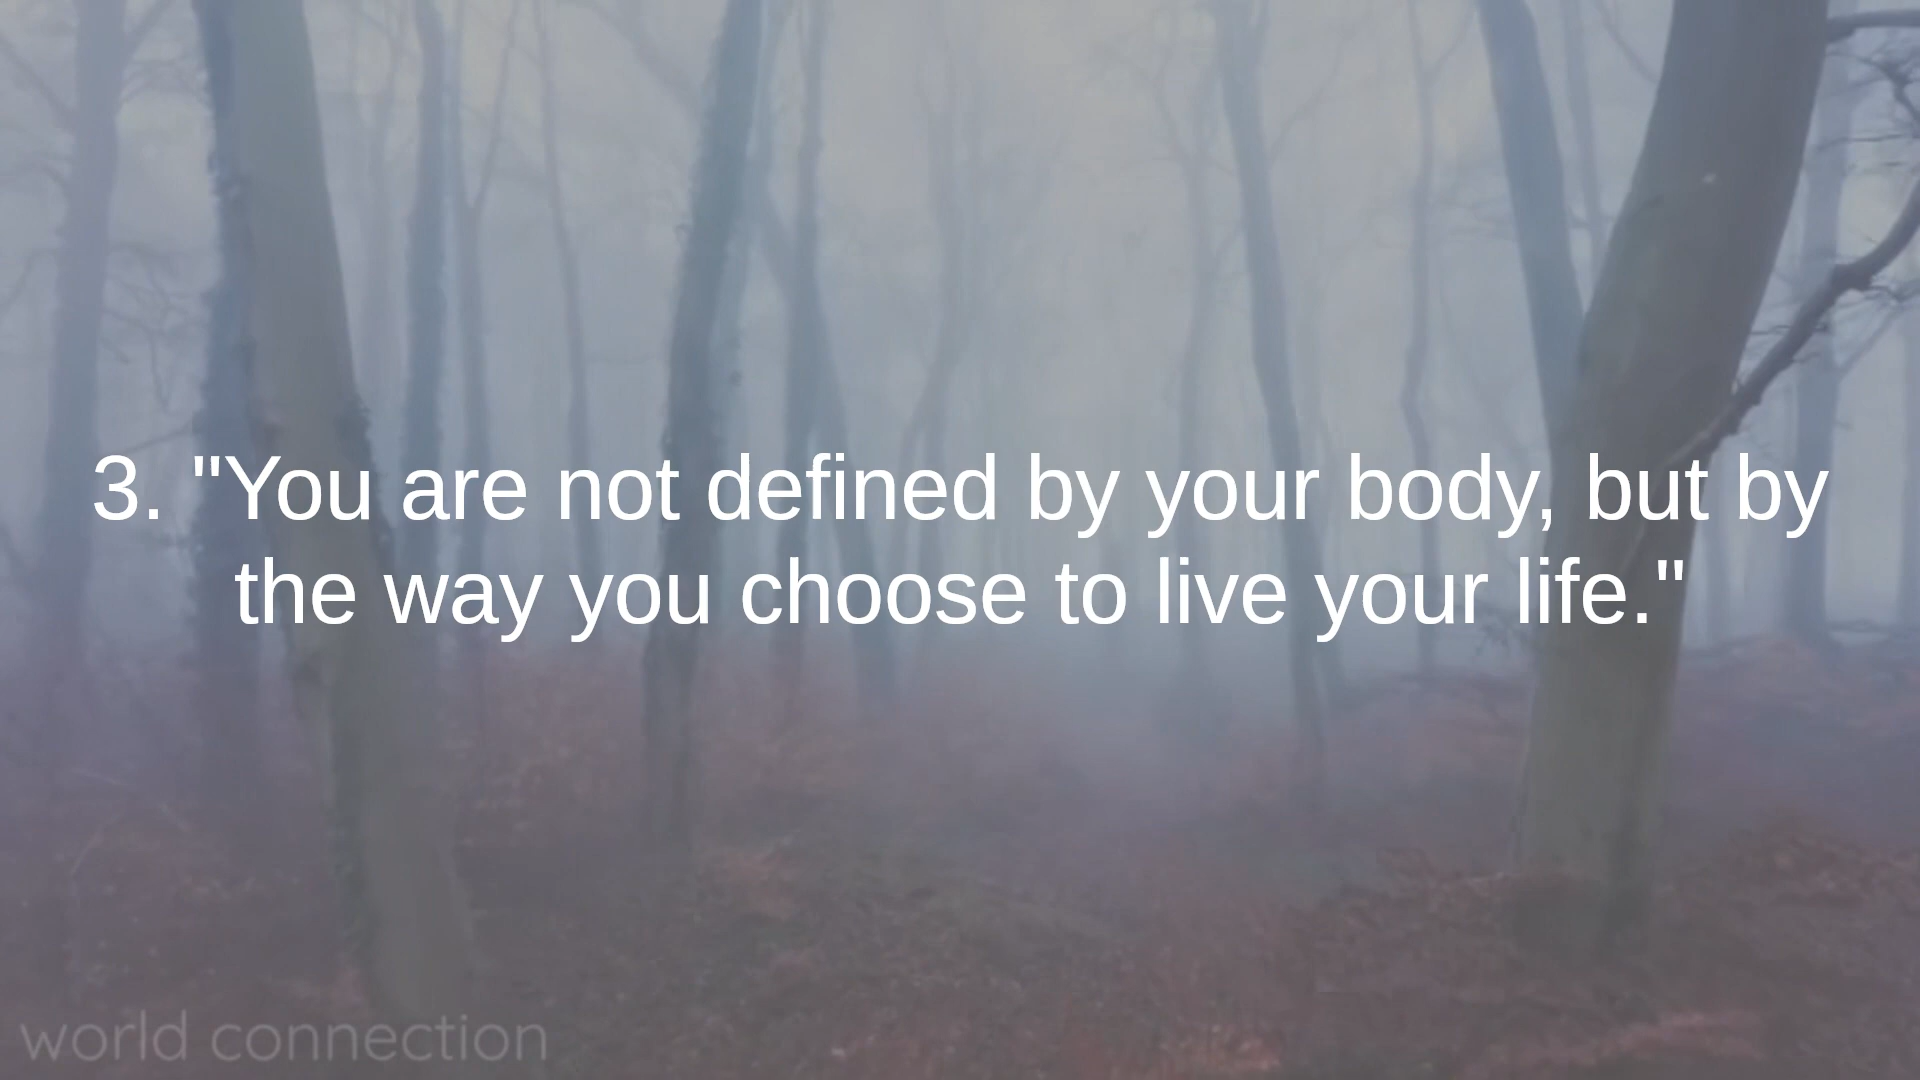 3. "You are not defined by your body, but by
the way you choose to live your life."
world connection